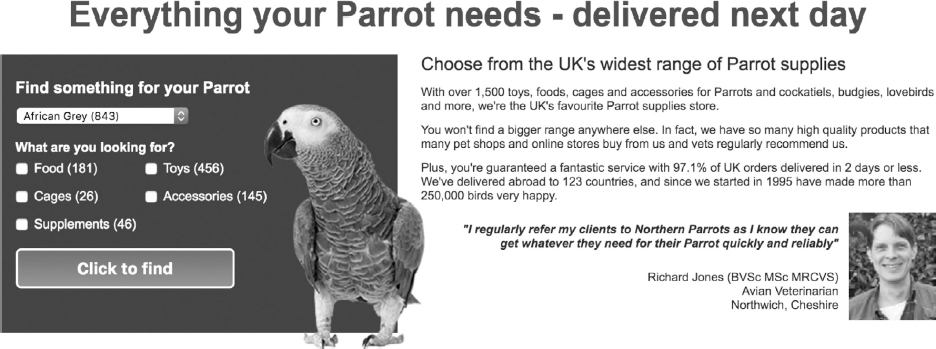 Everything your Parrot needs - delivered next day
Find something for your Parrot
African Grey (843)
What are you looking for?
Food (181)
Toys (456)
Cages (26)
Accessories (145)
Supplements (46)
Click to find
Choose from the UK's widest range of Parrot supplies
With over 1,500 toys, foods, cages and accessories for Parrots and cockatiels, budgies, lovebirds
and more, we're the UK's favourite Parrot supplies store.
You won't find a bigger range anywhere else. In fact, we have so many high quality products that
many pet shops and online stores buy from us and vets regularly recommend us.
Plus, you're guaranteed a fantastic service with 97.1% of UK orders delivered in 2 days or less.
We've delivered abroad to 123 countries, and since we started in 1995 have made more than
250,000 birds very happy.
"I regularly refer my clients to Northern Parrots as I know they can
get whatever they need for their Parrot quickly and reliably"
Richard Jones (BVSc MSc MRCVS)
Avian Veterinarian
Northwich, Cheshire